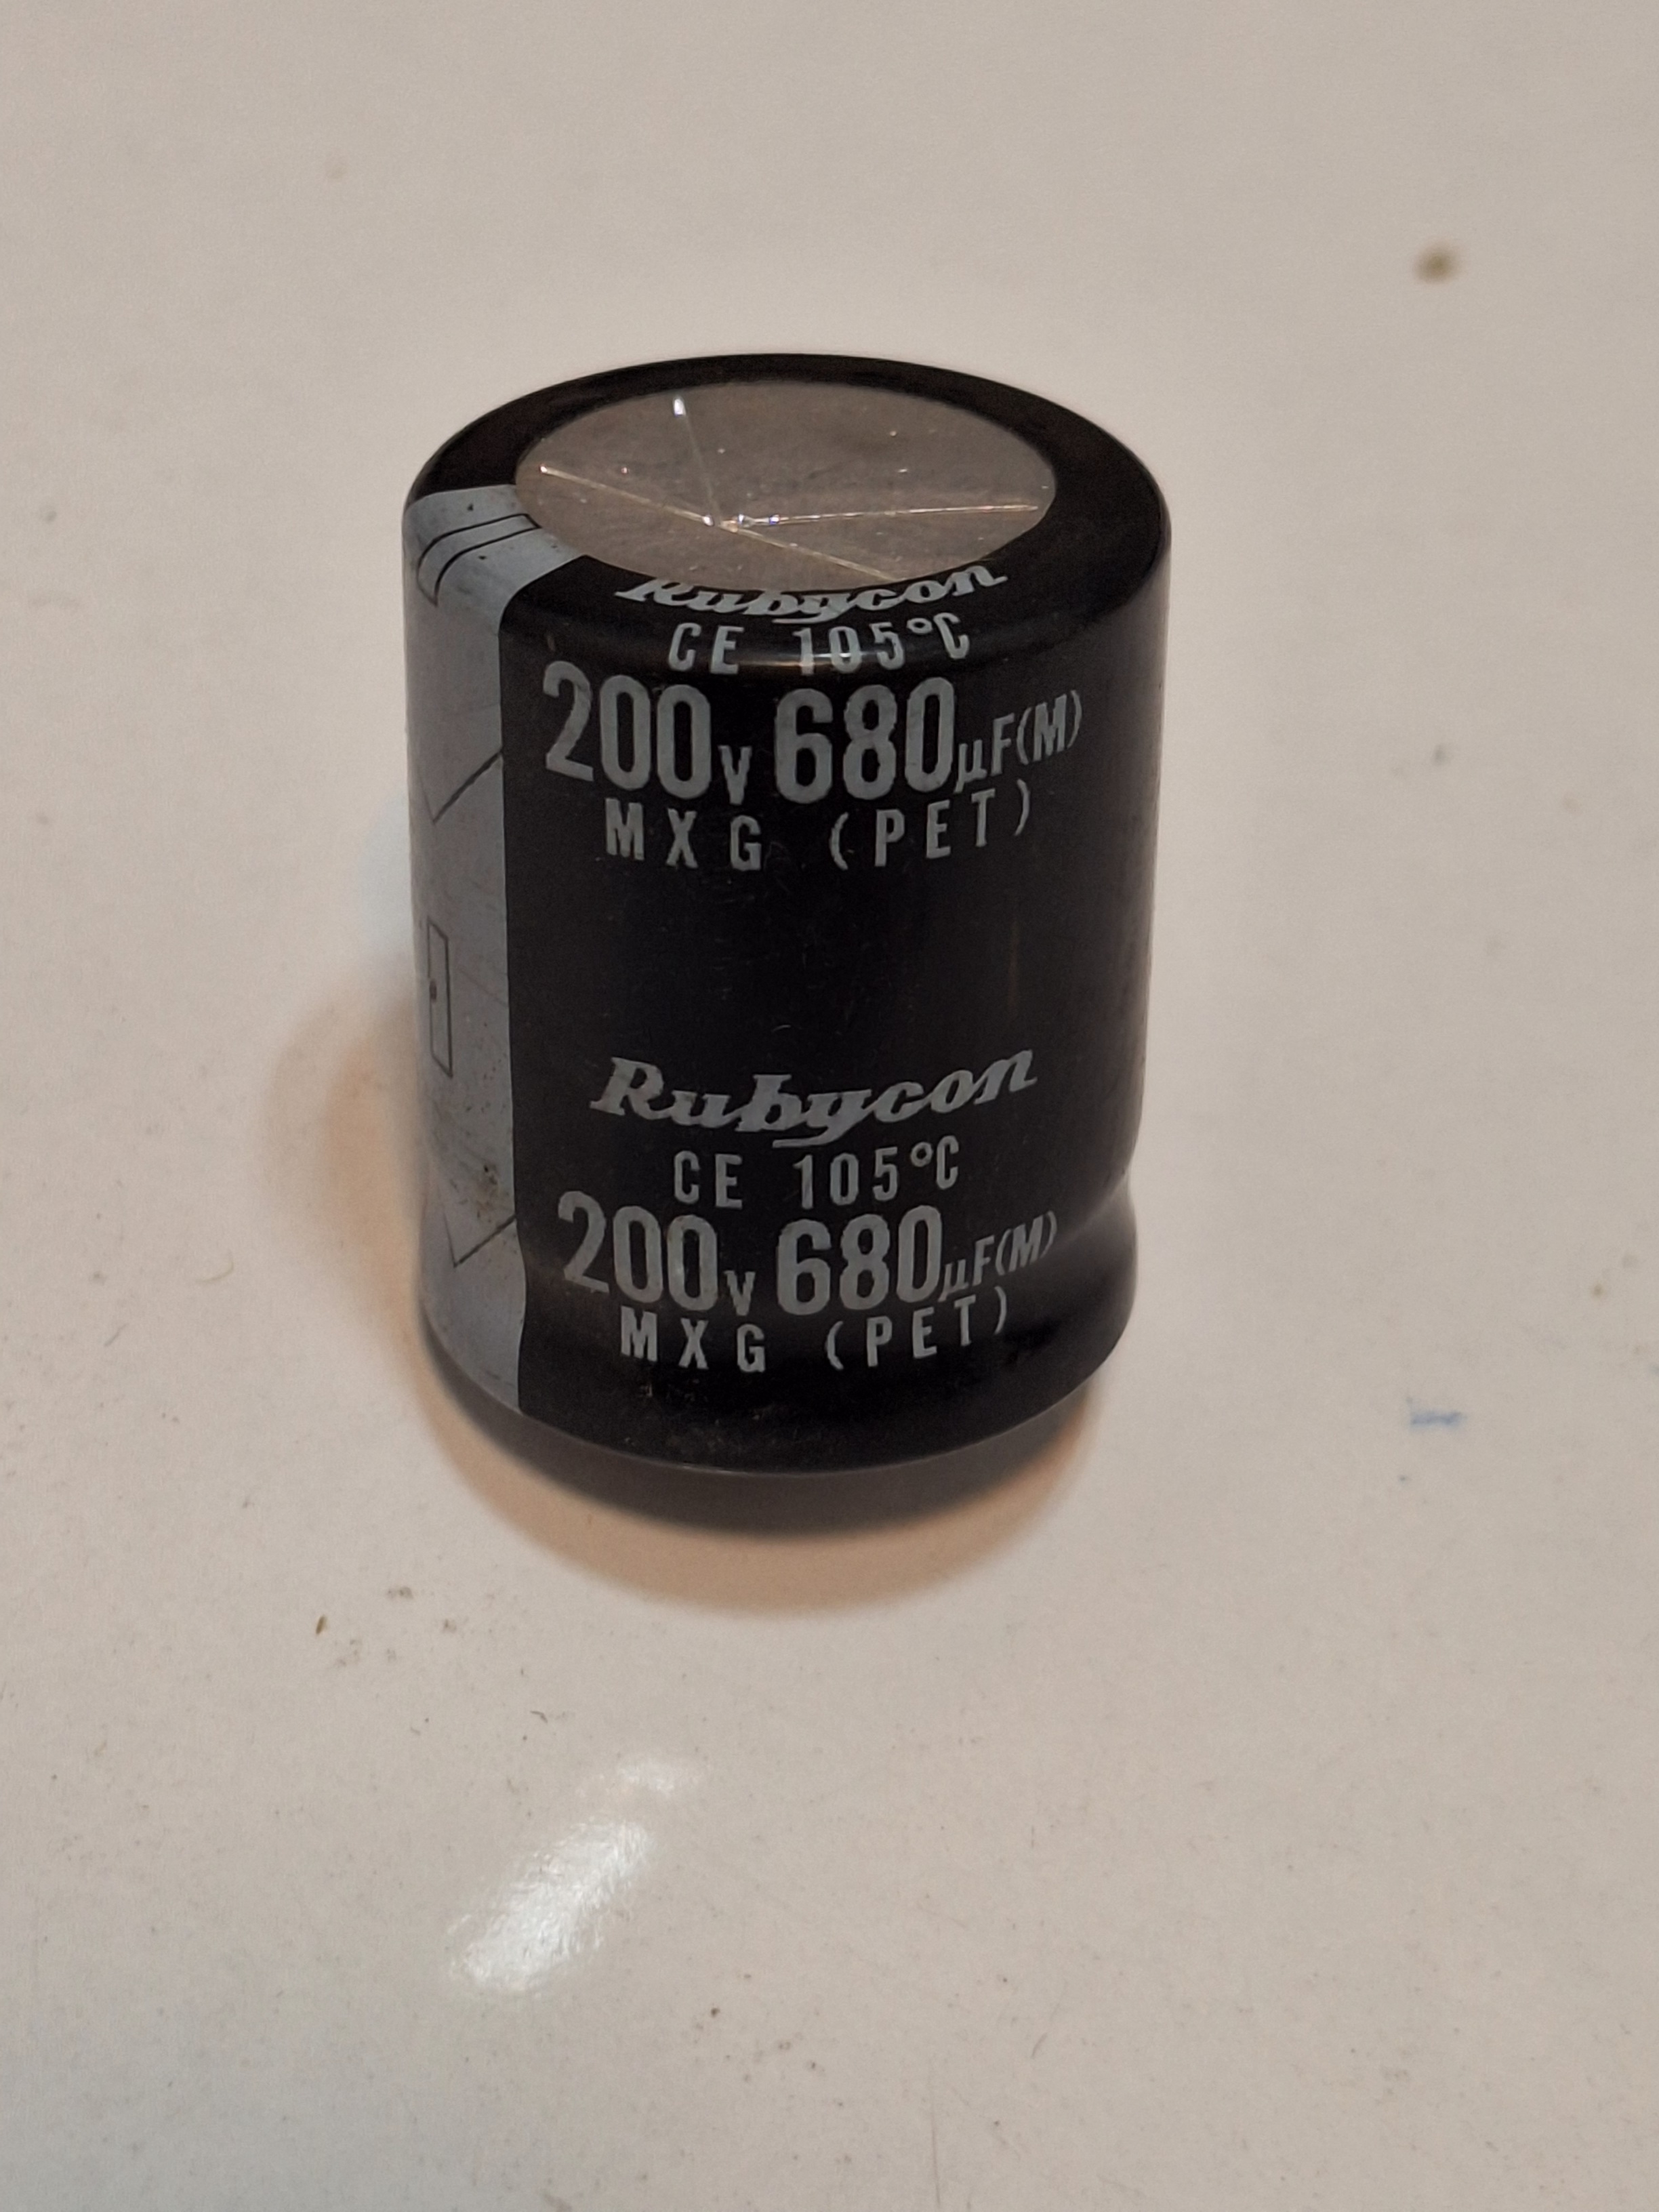 Rubycon
CE 105°C
200V 680µF(M)
MXG (PET)
Rubycon
CE 105°C
200V 680µF(M)
MXG (PET)